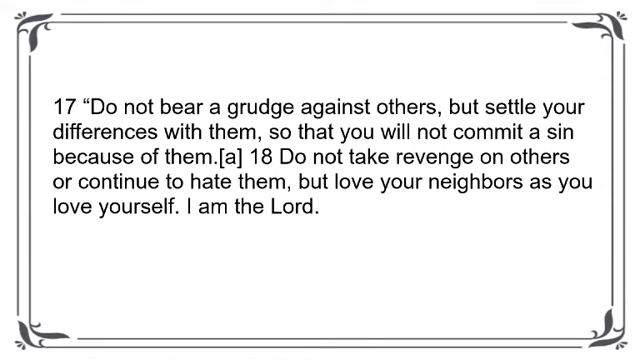 17 “Do not bear a grudge against others, but settle your
differences with them, so that you will not commit a sin
because of them.[a] 18 Do not take revenge on others
or continue to hate them, but love your neighbors as you
love yourself. I am the Lord.